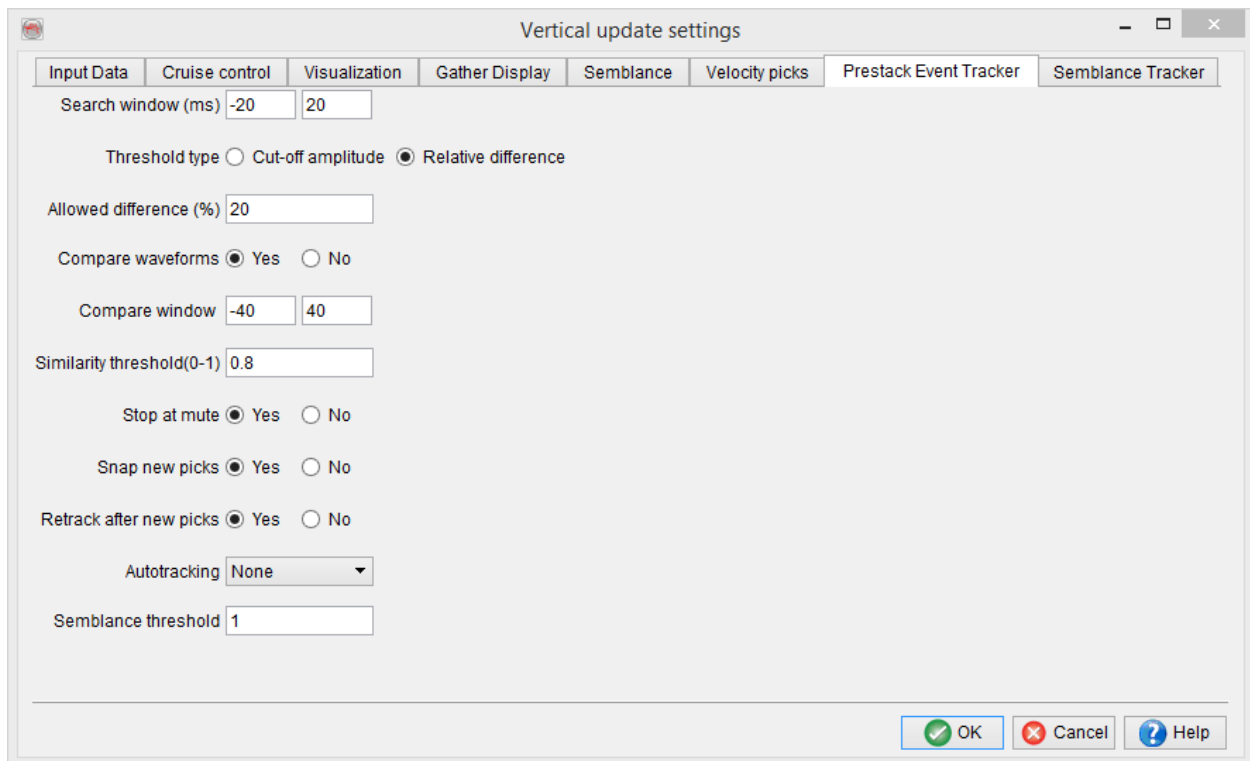 Vertical update settings
Input Data Cruise control Visualization Gather Display Semblance Velocity picks Prestack Event Tracker Semblance Tracker
Search window (ms) -20 20
Threshold type Cut-off amplitude Relative difference
Allowed difference (%) 20
Compare waveforms Yes No
Compare window -40 40
Similarity threshold(0-1) 0.8
Stop at mute Yes No
Snap new picks Yes No
Retrack after new picks Yes No
Autotracking None
Semblance threshold 1
OK Cancel ? Help